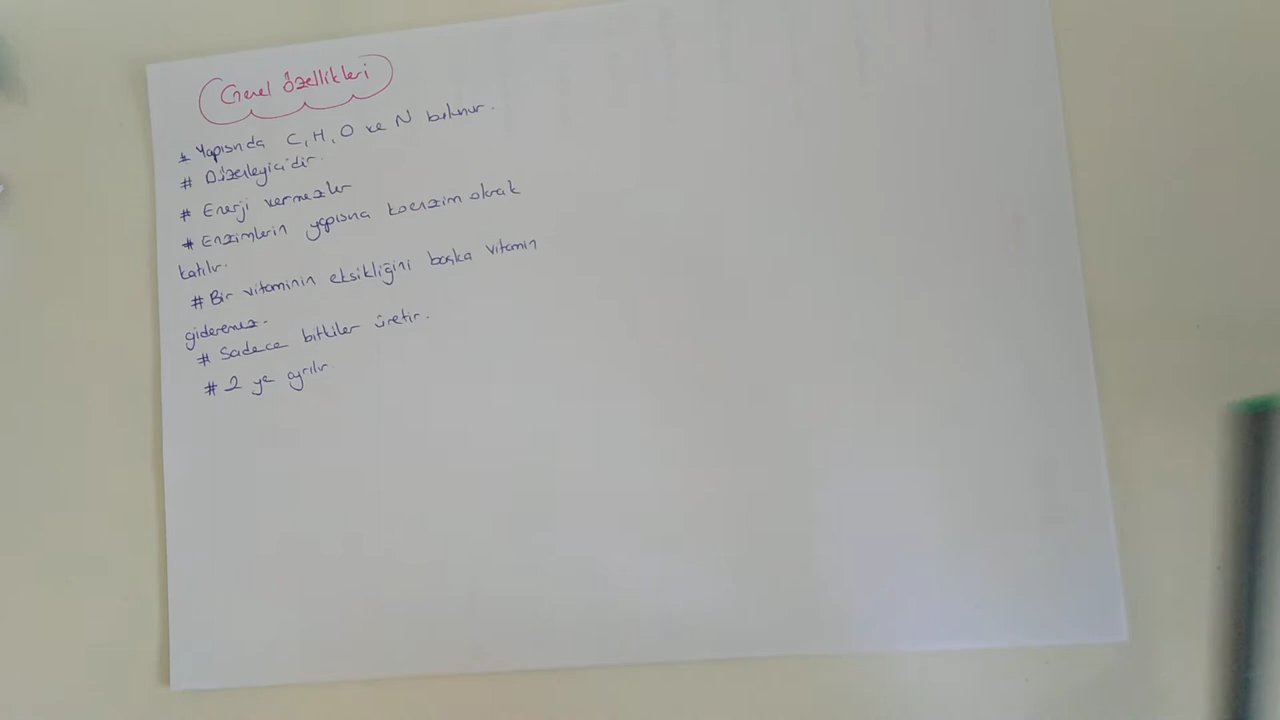 Genel özellikleri
# Yapısında C, H, O ve N bulunur.
# Düzenleyicidir.
# Enerji vermezler
# Enzimlerin yapısına koenzim olarak
katılır.
# Bir vitaminin eksikliğini başka vitamin
gideremez.
# Sadece bitkiler üretir.
# 2 ye ayrılır